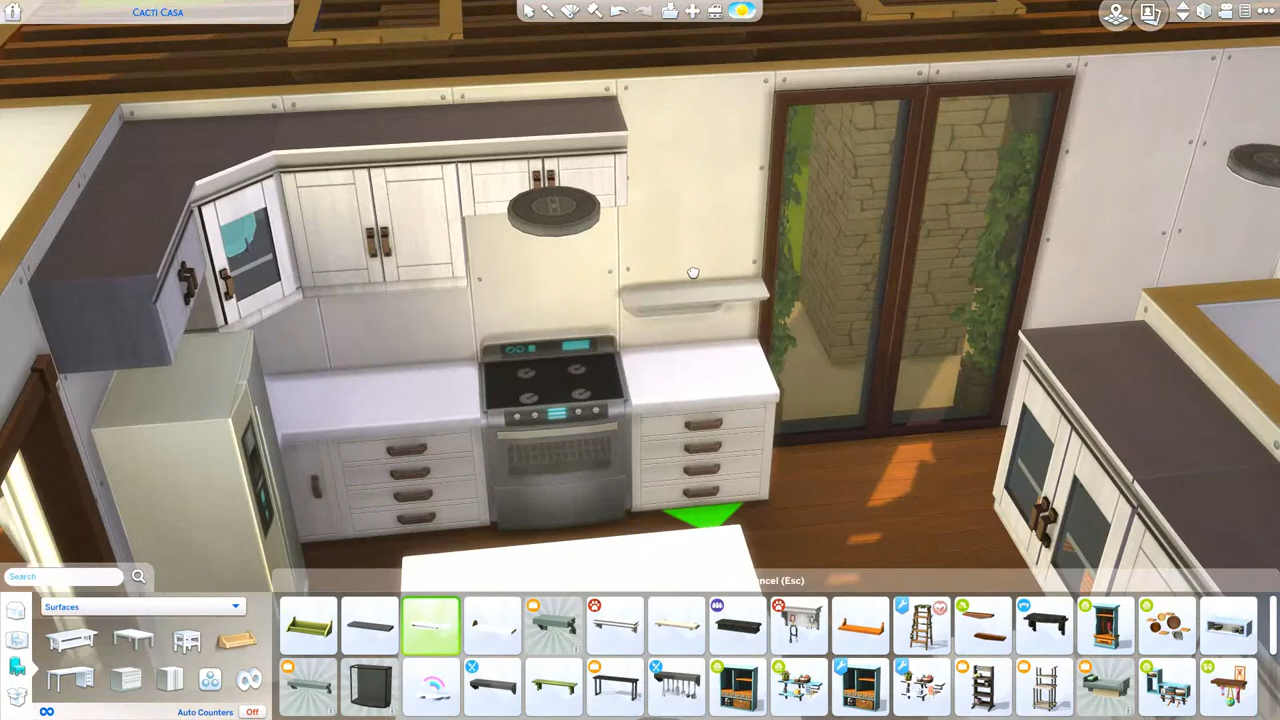 CACTI CASA
ncel (Esc)
Search
Surfaces
Auto Counters
Off